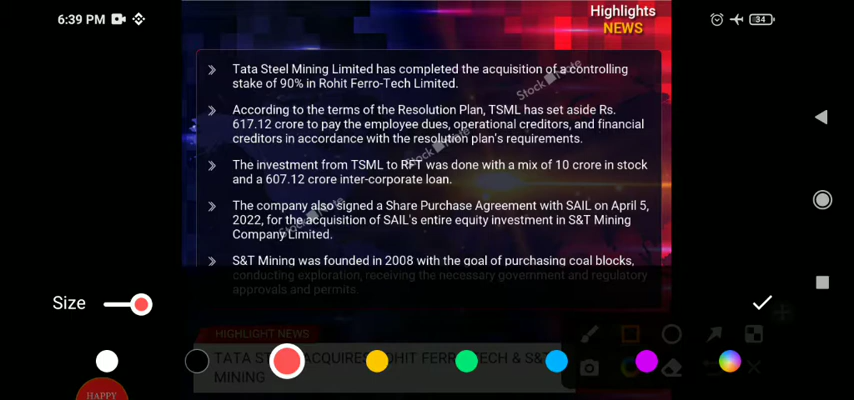 6:39 PM
34
Highlights
NEWS
Tata Steel Mining Limited has completed the acquisition of a controlling
stake of 90% in Rohit Ferro-Tech Limited.
According to the terms of the Resolution Plan, TSML has set aside Rs.
617.12 crore to pay the employee dues, operational creditors, and financial
creditors in accordance with the resolution plan's requirements.
The investment from TSML to RFT was done with a mix of 10 crore in stock
and a 607.12 crore inter-corporate loan.
The company also signed a Share Purchase Agreement with SAIL on April 5,
2022, for the acquisition of SAIL's entire equity investment in S&T Mining
Company Limited.
S&T Mining was founded in 2008 with the goal of purchasing coal blocks,
conducting exploration, receiving the necessary government and regulatory
approvals and permits.
Size
HIGHLIGHT NEWS
TATA ACQUIRES FERRO TECH &
MINING
HAPPY